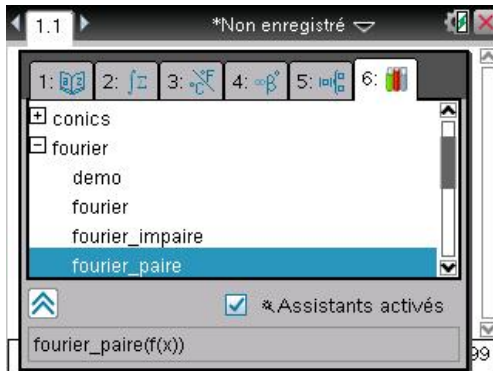 1.1 *Non enregistré
1: 2: ∫Σ 3: °C°F 4: ∞β° 5: 6:
conics
fourier
demo
fourier
fourier_impaire
fourier_paire
Assistants activés
fourier_paire(f(x))
99